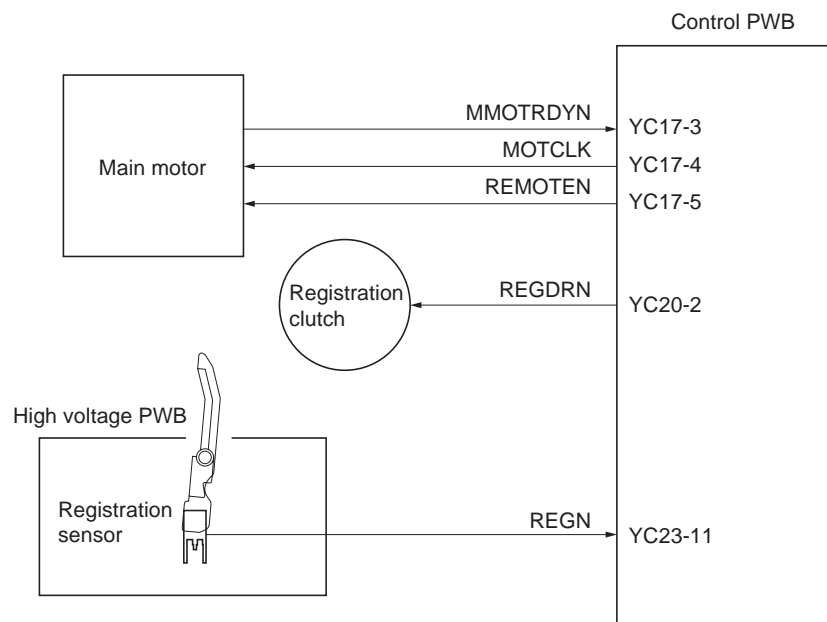 Control PWB
MMOTRDYN
YC17-3
Main motor
MOTCLK
YC17-4
REMOTEN
YC17-5
Registration
clutch
REGDRN
YC20-2
High voltage PWB
Registration
sensor
REGN
YC23-11